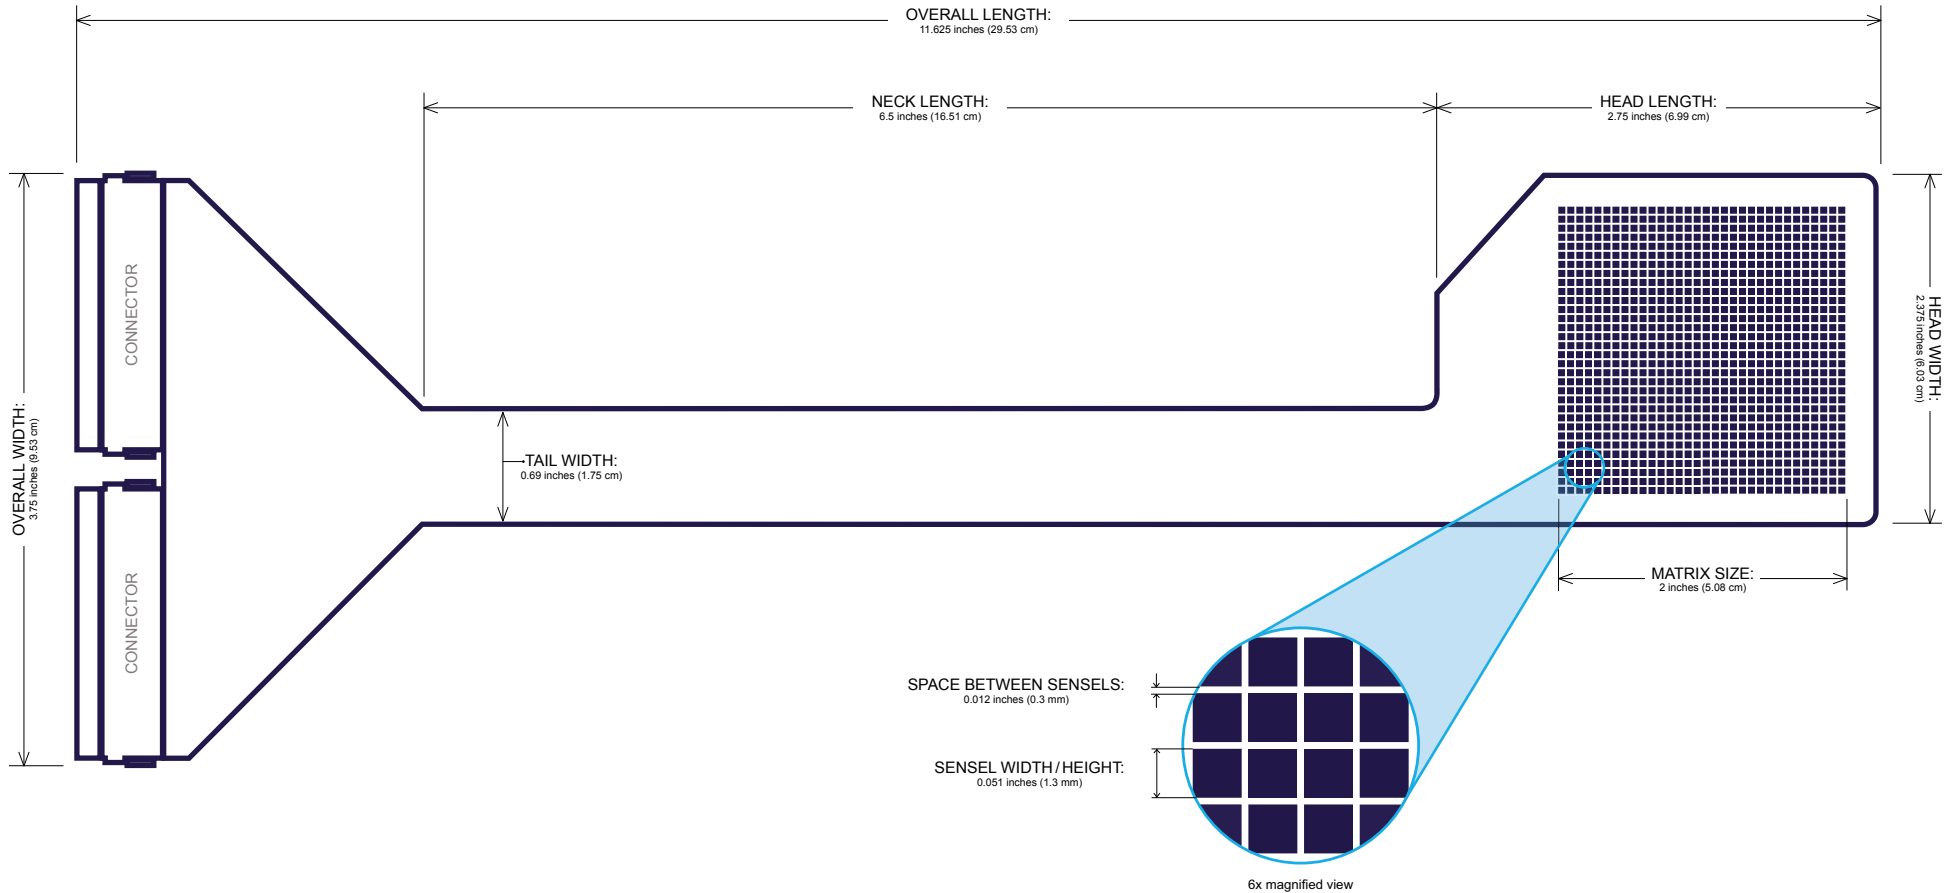 OVERALL LENGTH:
11.625 inches (29.53 cm)
NECK LENGTH:
6.5 inches (16.51 cm)
HEAD LENGTH:
2.75 inches (6.99 cm)
CONNECTOR
OVERALL WIDTH:
3.75 inches (9.53 cm)
CONNECTOR
TAIL WIDTH:
0.69 inches (1.75 cm)
HEAD WIDTH:
2.375 inches (6.03 cm)
MATRIX SIZE:
2 inches (5.08 cm)
SPACE BETWEEN SENSELS:
0.012 inches (0.3 mm)
SENSEL WIDTH/HEIGHT:
0.051 inches (1.3 mm)
6x magnified view